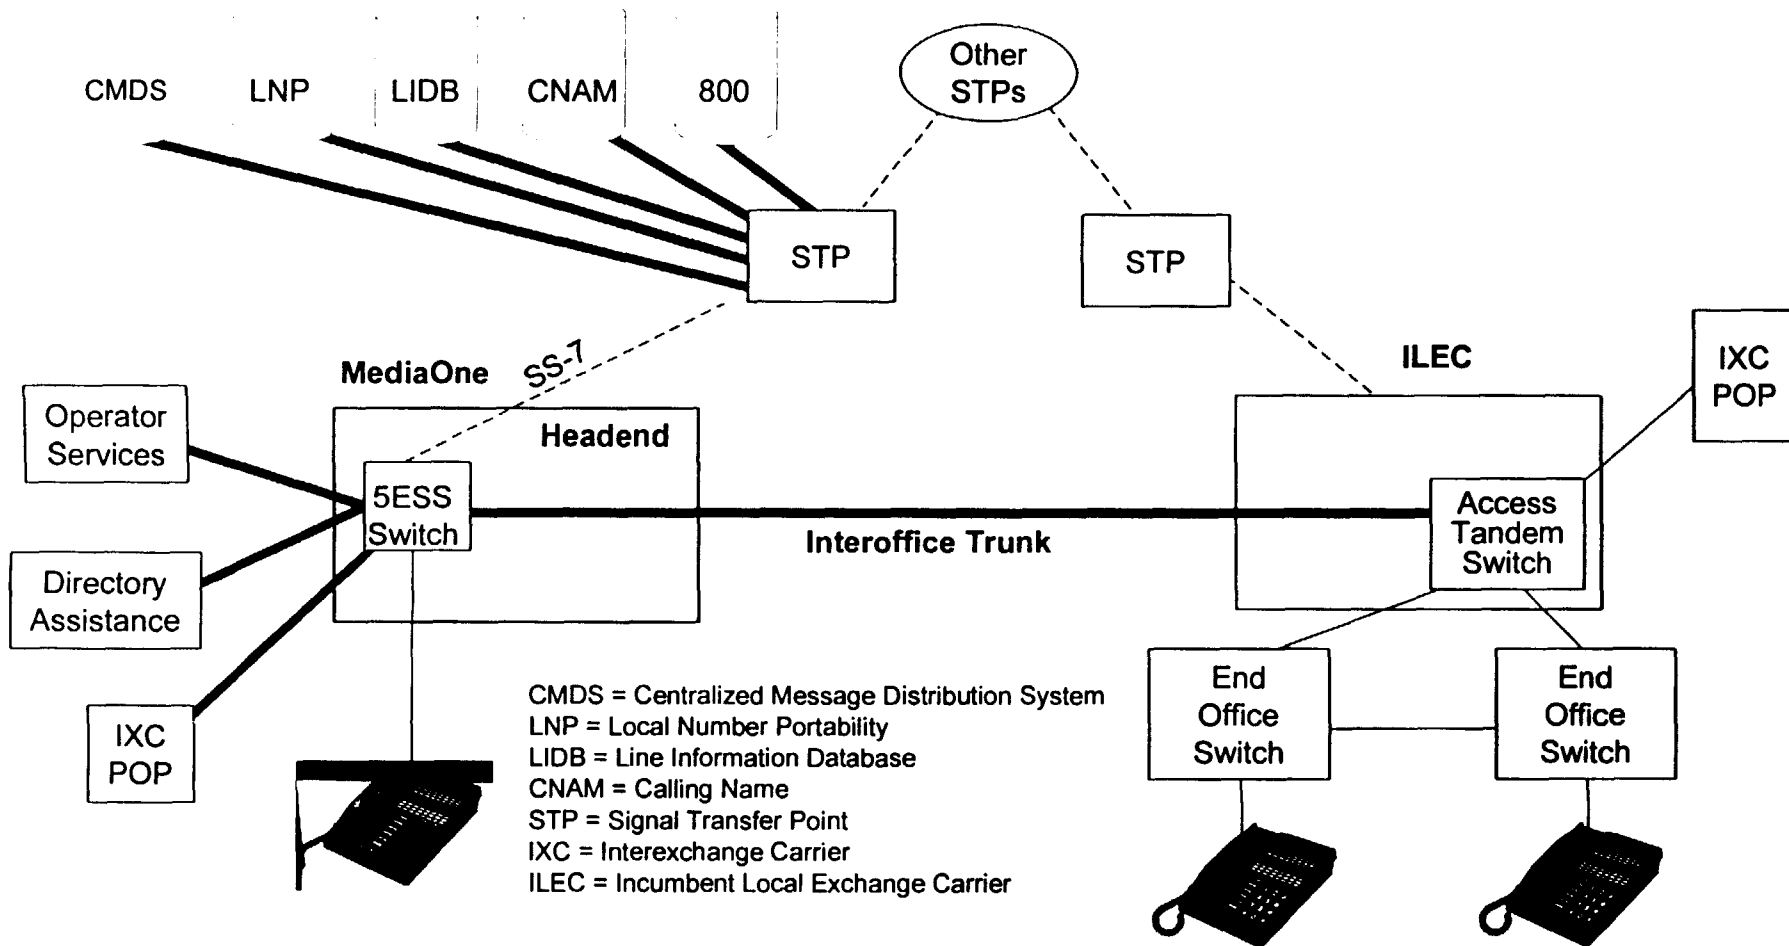 CMDS
LNP
LIDB
CNAM
800
Other
STPs
STP
STP
SS-7
MediaOne
ILEC
IXC
POP
Operator
Services
Headend
5ESS
Switch
Interoffice Trunk
Access
Tandem
Switch
Directory
Assistance
IXC
POP
End
Office
Switch
End
Office
Switch
CMDS = Centralized Message Distribution System
LNP = Local Number Portability
LIDB = Line Information Database
CNAM = Calling Name
STP = Signal Transfer Point
IXC = Interexchange Carrier
ILEC = Incumbent Local Exchange Carrier